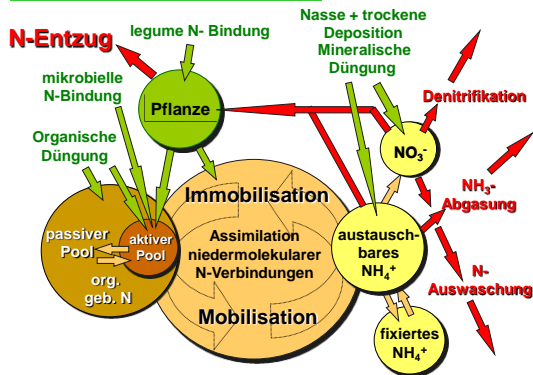 N-Entzug
legume N- Bindung
Nasse + trockene
Deposition
Mineralische
Düngung
mikrobielle
N-Bindung
Pflanze
Denitrifikation
Organische
Düngung
NO₃⁻
NH₃-
Abgasung
Immobilisation
passiver
Pool
aktiver
Pool
Assimilation
niedermolekularer
N-Verbindungen
austausch-
bares
NH₄⁺
org.
geb. N
N-
Auswaschung
Mobilisation
fixiertes
NH₄⁺